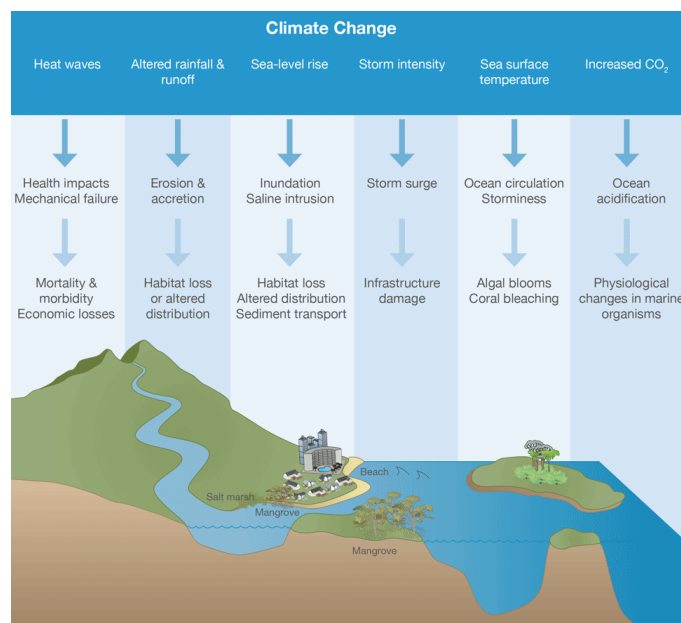 Climate Change
Heat waves
Altered rainfall &
runoff
Sea-level rise
Storm intensity
Sea surface
temperature
Increased CO₂
Health impacts
Mechanical failure
Erosion &
accretion
Inundation
Saline intrusion
Storm surge
Ocean circulation
Storminess
Ocean
acidification
Mortality &
morbidity
Economic losses
Habitat loss
or altered
distribution
Habitat loss
Altered distribution
Sediment transport
Infrastructure
damage
Algal blooms
Coral bleaching
Physiological
changes in marine
organisms
Beach
Salt marsh
Mangrove
Mangrove